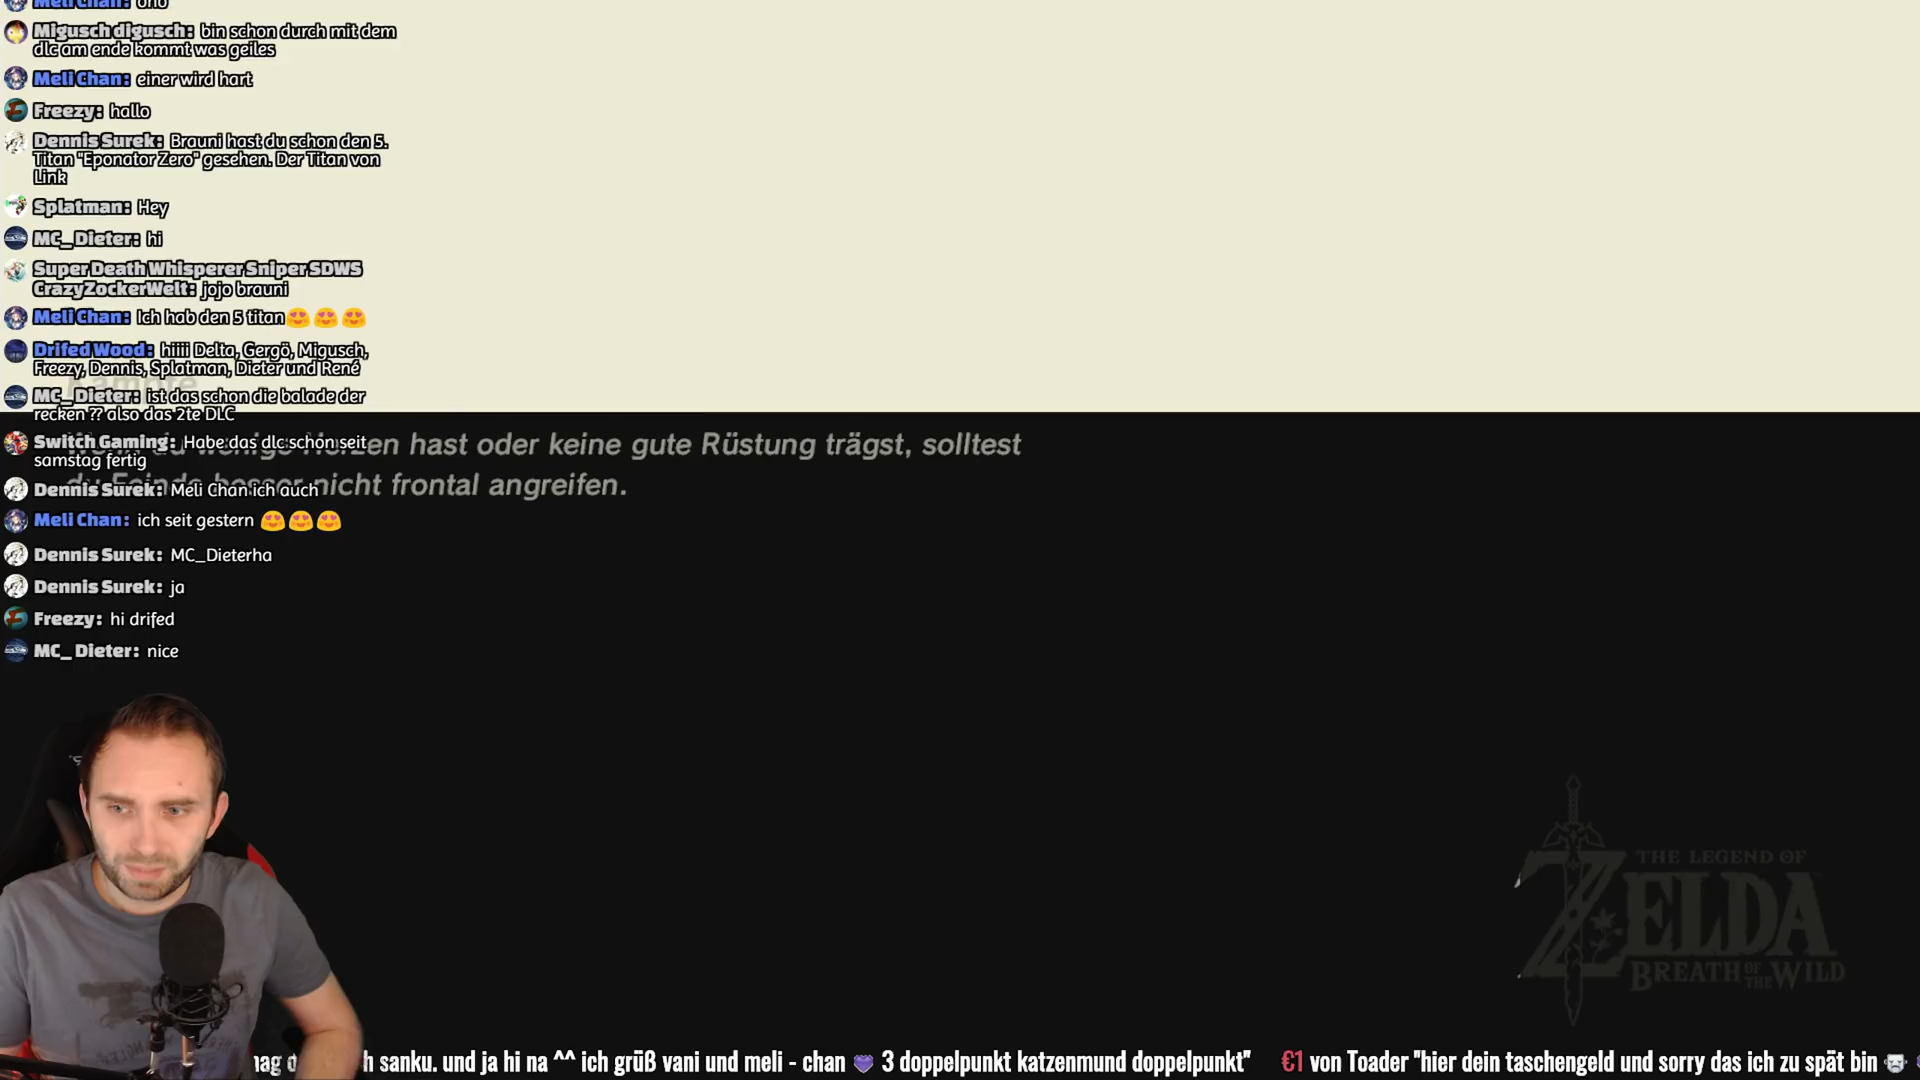 Meli Chan: oho
Migusch digusch: bin schon durch mit dem
dlc am ende kommt was geiles
Meli Chan: einer wird hart
Freezy: hallo
Dennis Surek: Brauni hast du schon den 5.
Titan "Eponator Zero" gesehen. Der Titan von
Link
Splatman: Hey
MC_Dieter: hi
Super Death Whisperer Sniper SDWS
CrazyZockerWelt: jojo brauni
Meli Chan: Ich hab den 5 titan😍 😍 😍
Drifed Wood: hiiii Delta, Gergö, Migusch,
Freezy, Dennis, Splatman, Dieter und René
Kämpfe
MC_Dieter: ist das schon die balade der
recken ?? also das 2te DLC
Switch Gaming: Habe das dlc schon seit
samstag fertig
hast oder keine gute Rüstung trägst, solltest
Dennis Surek: Meli Chan ich auch
nicht frontal angreifen.
Meli Chan: ich seit gestern 😍 😍 😍
Dennis Surek: MC_Dieterha
Dennis Surek: ja
Freezy: hi drifed
MC_Dieter: nice
THE LEGEND OF
ZELDA
BREATH OF THE WILD
sanku. und ja hi na ^^ ich grüß vani und meli - chan 💜 3 doppelpunkt katzenmund doppelpunkt" €1 von Toader "hier dein taschengeld und sorry das ich zu spät bin